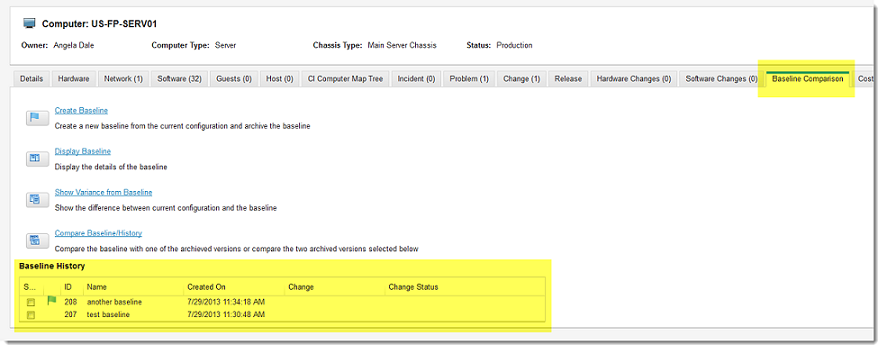 Computer: US-FP-SERV01
Owner: Angela Dale Computer Type: Server Chassis Type: Main Server Chassis Status: Production
Details Hardware Network (1) Software (32) Guests (0) Host (0) CI Computer Map Tree Incident (0) Problem (1) Change (1) Release Hardware Changes (0) Software Changes (0) Baseline Comparison Cost
Create Baseline
Create a new baseline from the current configuration and archive the baseline
Display Baseline
Display the details of the baseline
Show Variance from Baseline
Show the difference between current configuration and the baseline
Compare Baseline/History
Compare the baseline with one of the archieved versions or compare the two archived versions selected below
Baseline History
S... ID Name Created On Change Change Status
208 another baseline 7/29/2013 11:34:18 AM
207 test baseline 7/29/2013 11:30:48 AM